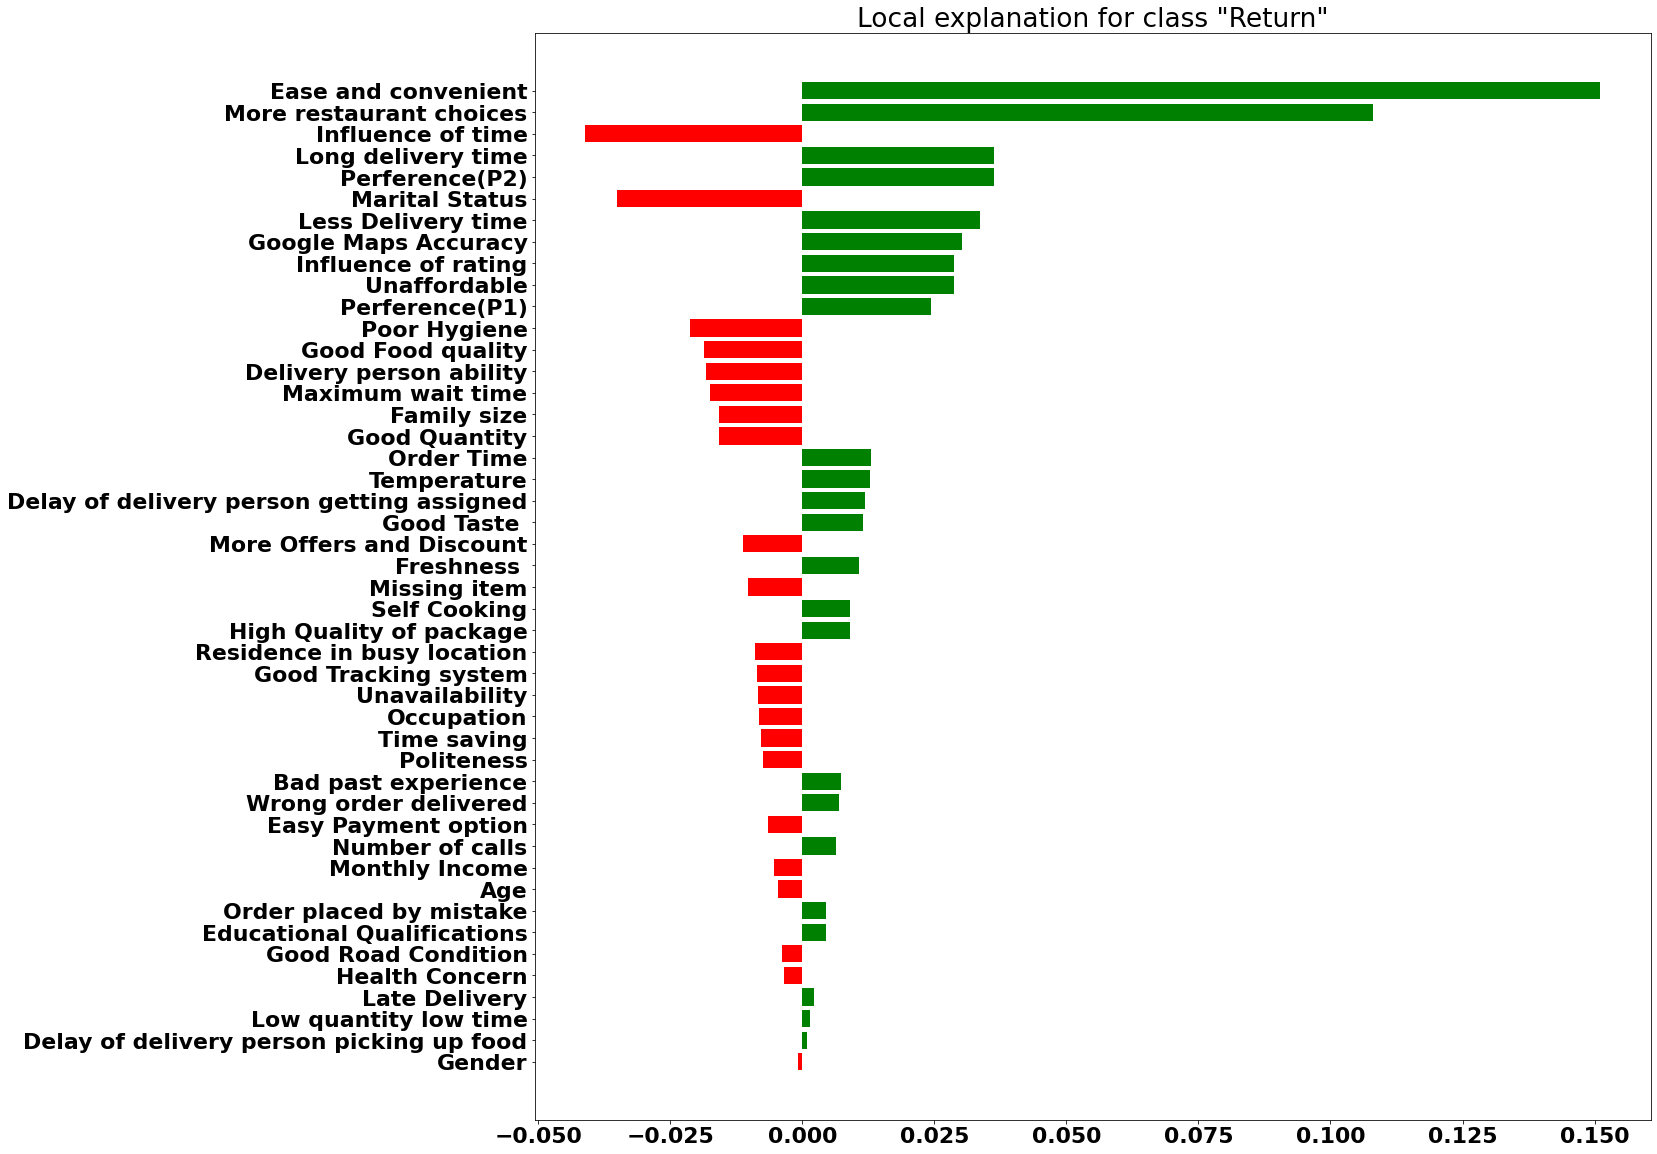 Local explanation for class "Return"
Ease and convenient
More restaurant choices
Influence of time
Long delivery time
Perference(P2)
Marital Status
Less Delivery time
Google Maps Accuracy
Influence of rating
Unaffordable
Perference(P1)
Poor Hygiene
Good Food quality
Delivery person ability
Maximum wait time
Family size
Good Quantity
Order Time
Temperature
Delay of delivery person getting assigned
Good Taste
More Offers and Discount
Freshness
Missing item
Self Cooking
High Quality of package
Residence in busy location
Good Tracking system
Unavailability
Occupation
Time saving
Politeness
Bad past experience
Wrong order delivered
Easy Payment option
Number of calls
Monthly Income
Age
Order placed by mistake
Educational Qualifications
Good Road Condition
Health Concern
Late Delivery
Low quantity low time
Delay of delivery person picking up food
Gender
−0.050 −0.025 0.000 0.025 0.050 0.075 0.100 0.125 0.150